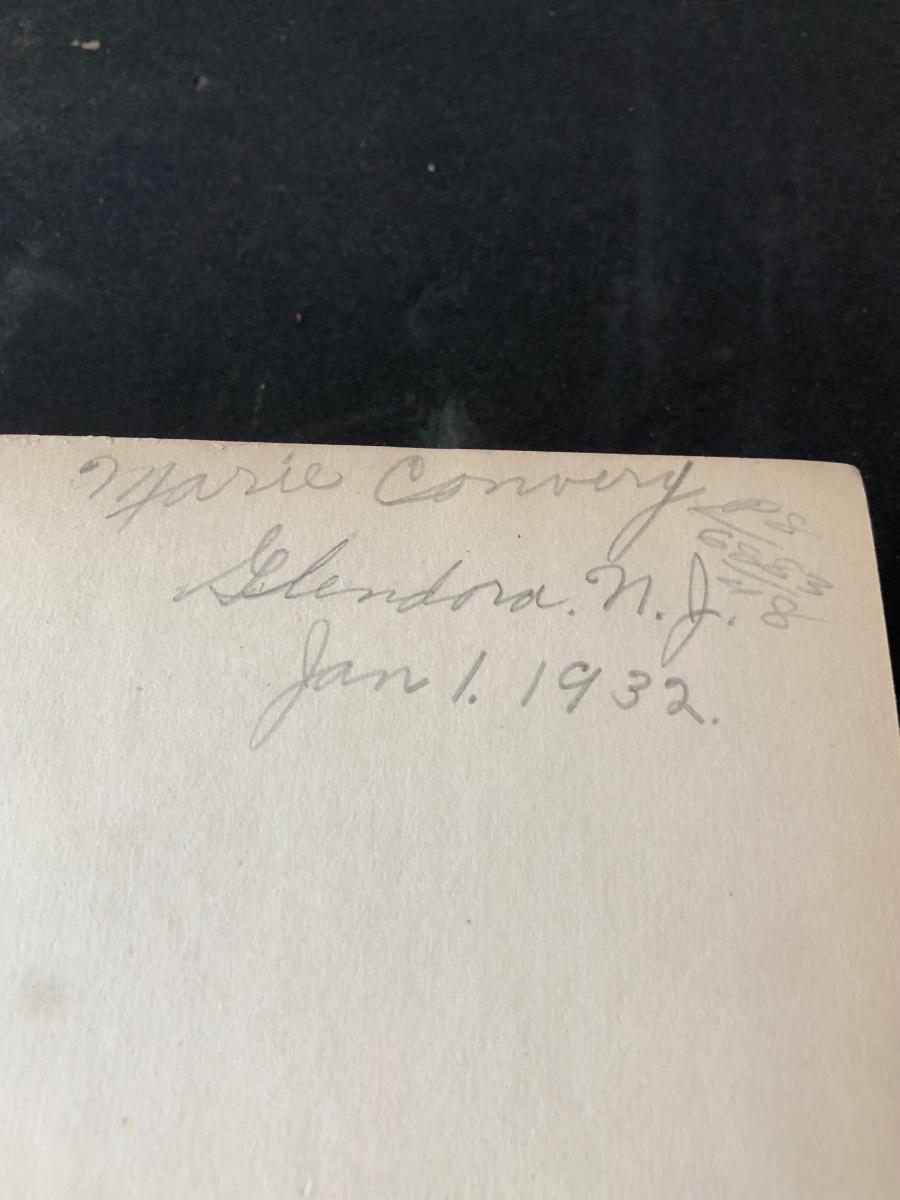 Marie Convery
Glendora. N. J.
Jan 1. 1932.